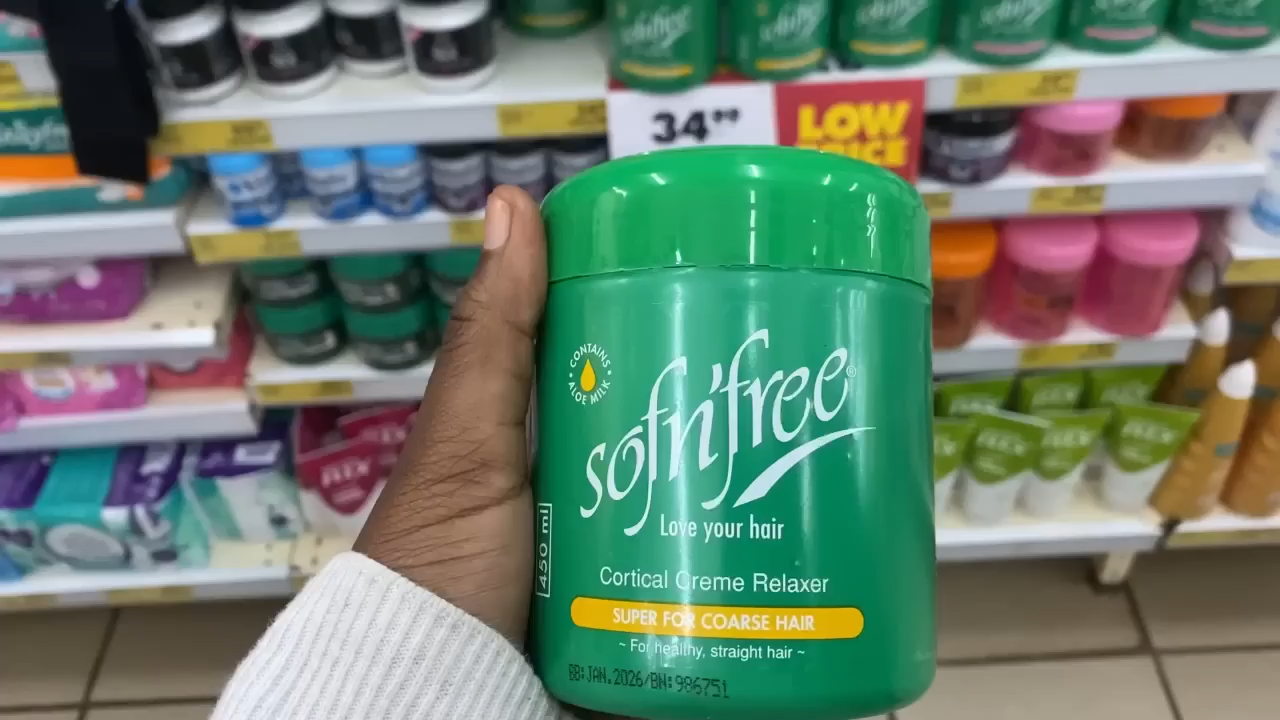 34⁹⁹
LOW
PRICE
CONTAINS
ALOE MILK
sofn'free®
Love your hair
450 ml
Cortical Creme Relaxer
SUPER FOR COARSE HAIR
~ For healthy, straight hair ~
BB:JAN.2026/BN:986751